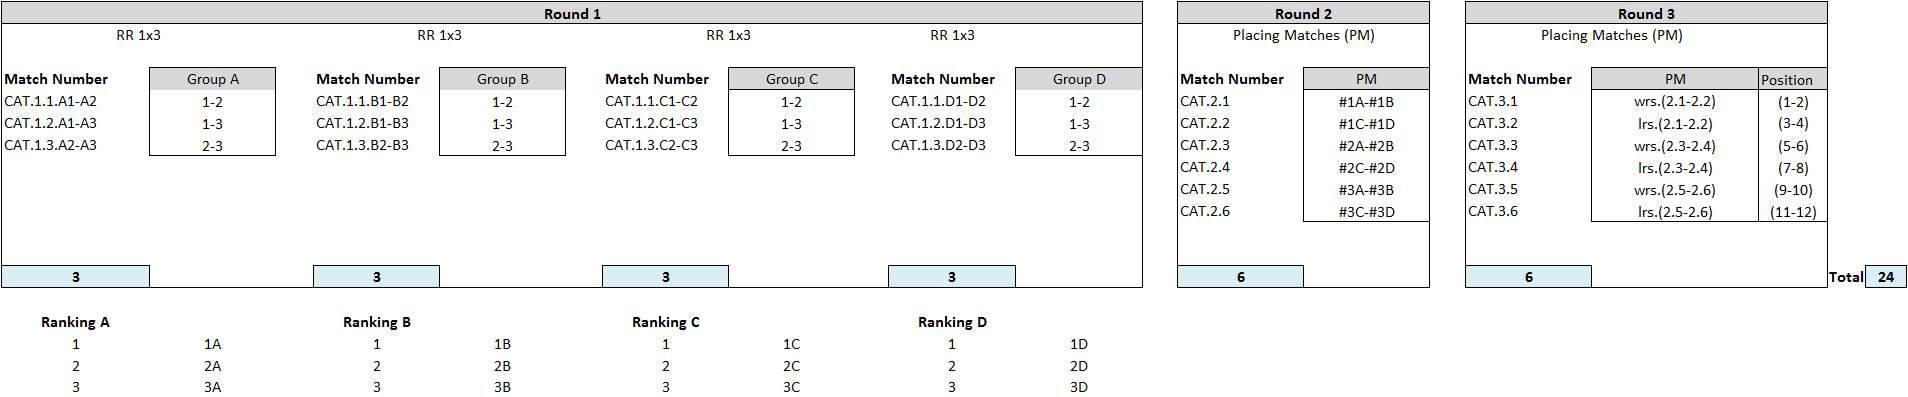 Round 1 Round 2 Round 3
RR 1x3 RR 1x3 RR 1x3 RR 1x3 Placing Matches (PM) Placing Matches (PM)
Match Number Group A Match Number Group B Match Number Group C Match Number Group D Match Number PM Match Number PM Position
CAT.1.1.A1-A2 1-2 CAT.1.1.B1-B2 1-2 CAT.1.1.C1-C2 1-2 CAT.1.1.D1-D2 1-2 CAT.2.1 #1A-#1B CAT.3.1 wrs.(2.1-2.2) (1-2)
CAT.1.2.A1-A3 1-3 CAT.1.2.B1-B3 1-3 CAT.1.2.C1-C3 1-3 CAT.1.2.D1-D3 1-3 CAT.2.2 #1C-#1D CAT.3.2 lrs.(2.1-2.2) (3-4)
CAT.1.3.A2-A3 2-3 CAT.1.3.B2-B3 2-3 CAT.1.3.C2-C3 2-3 CAT.1.3.D2-D3 2-3 CAT.2.3 #2A-#2B CAT.3.3 wrs.(2.3-2.4) (5-6)
CAT.2.4 #2C-#2D CAT.3.4 lrs.(2.3-2.4) (7-8)
CAT.2.5 #3A-#3B CAT.3.5 wrs.(2.5-2.6) (9-10)
CAT.2.6 #3C-#3D CAT.3.6 lrs.(2.5-2.6) (11-12)
3 3 3 3 6 6 Total 24
Ranking A Ranking B Ranking C Ranking D
1 1A 1 1B 1 1C 1 1D
2 2A 2 2B 2 2C 2 2D
3 3A 3 3B 3 3C 3 3D